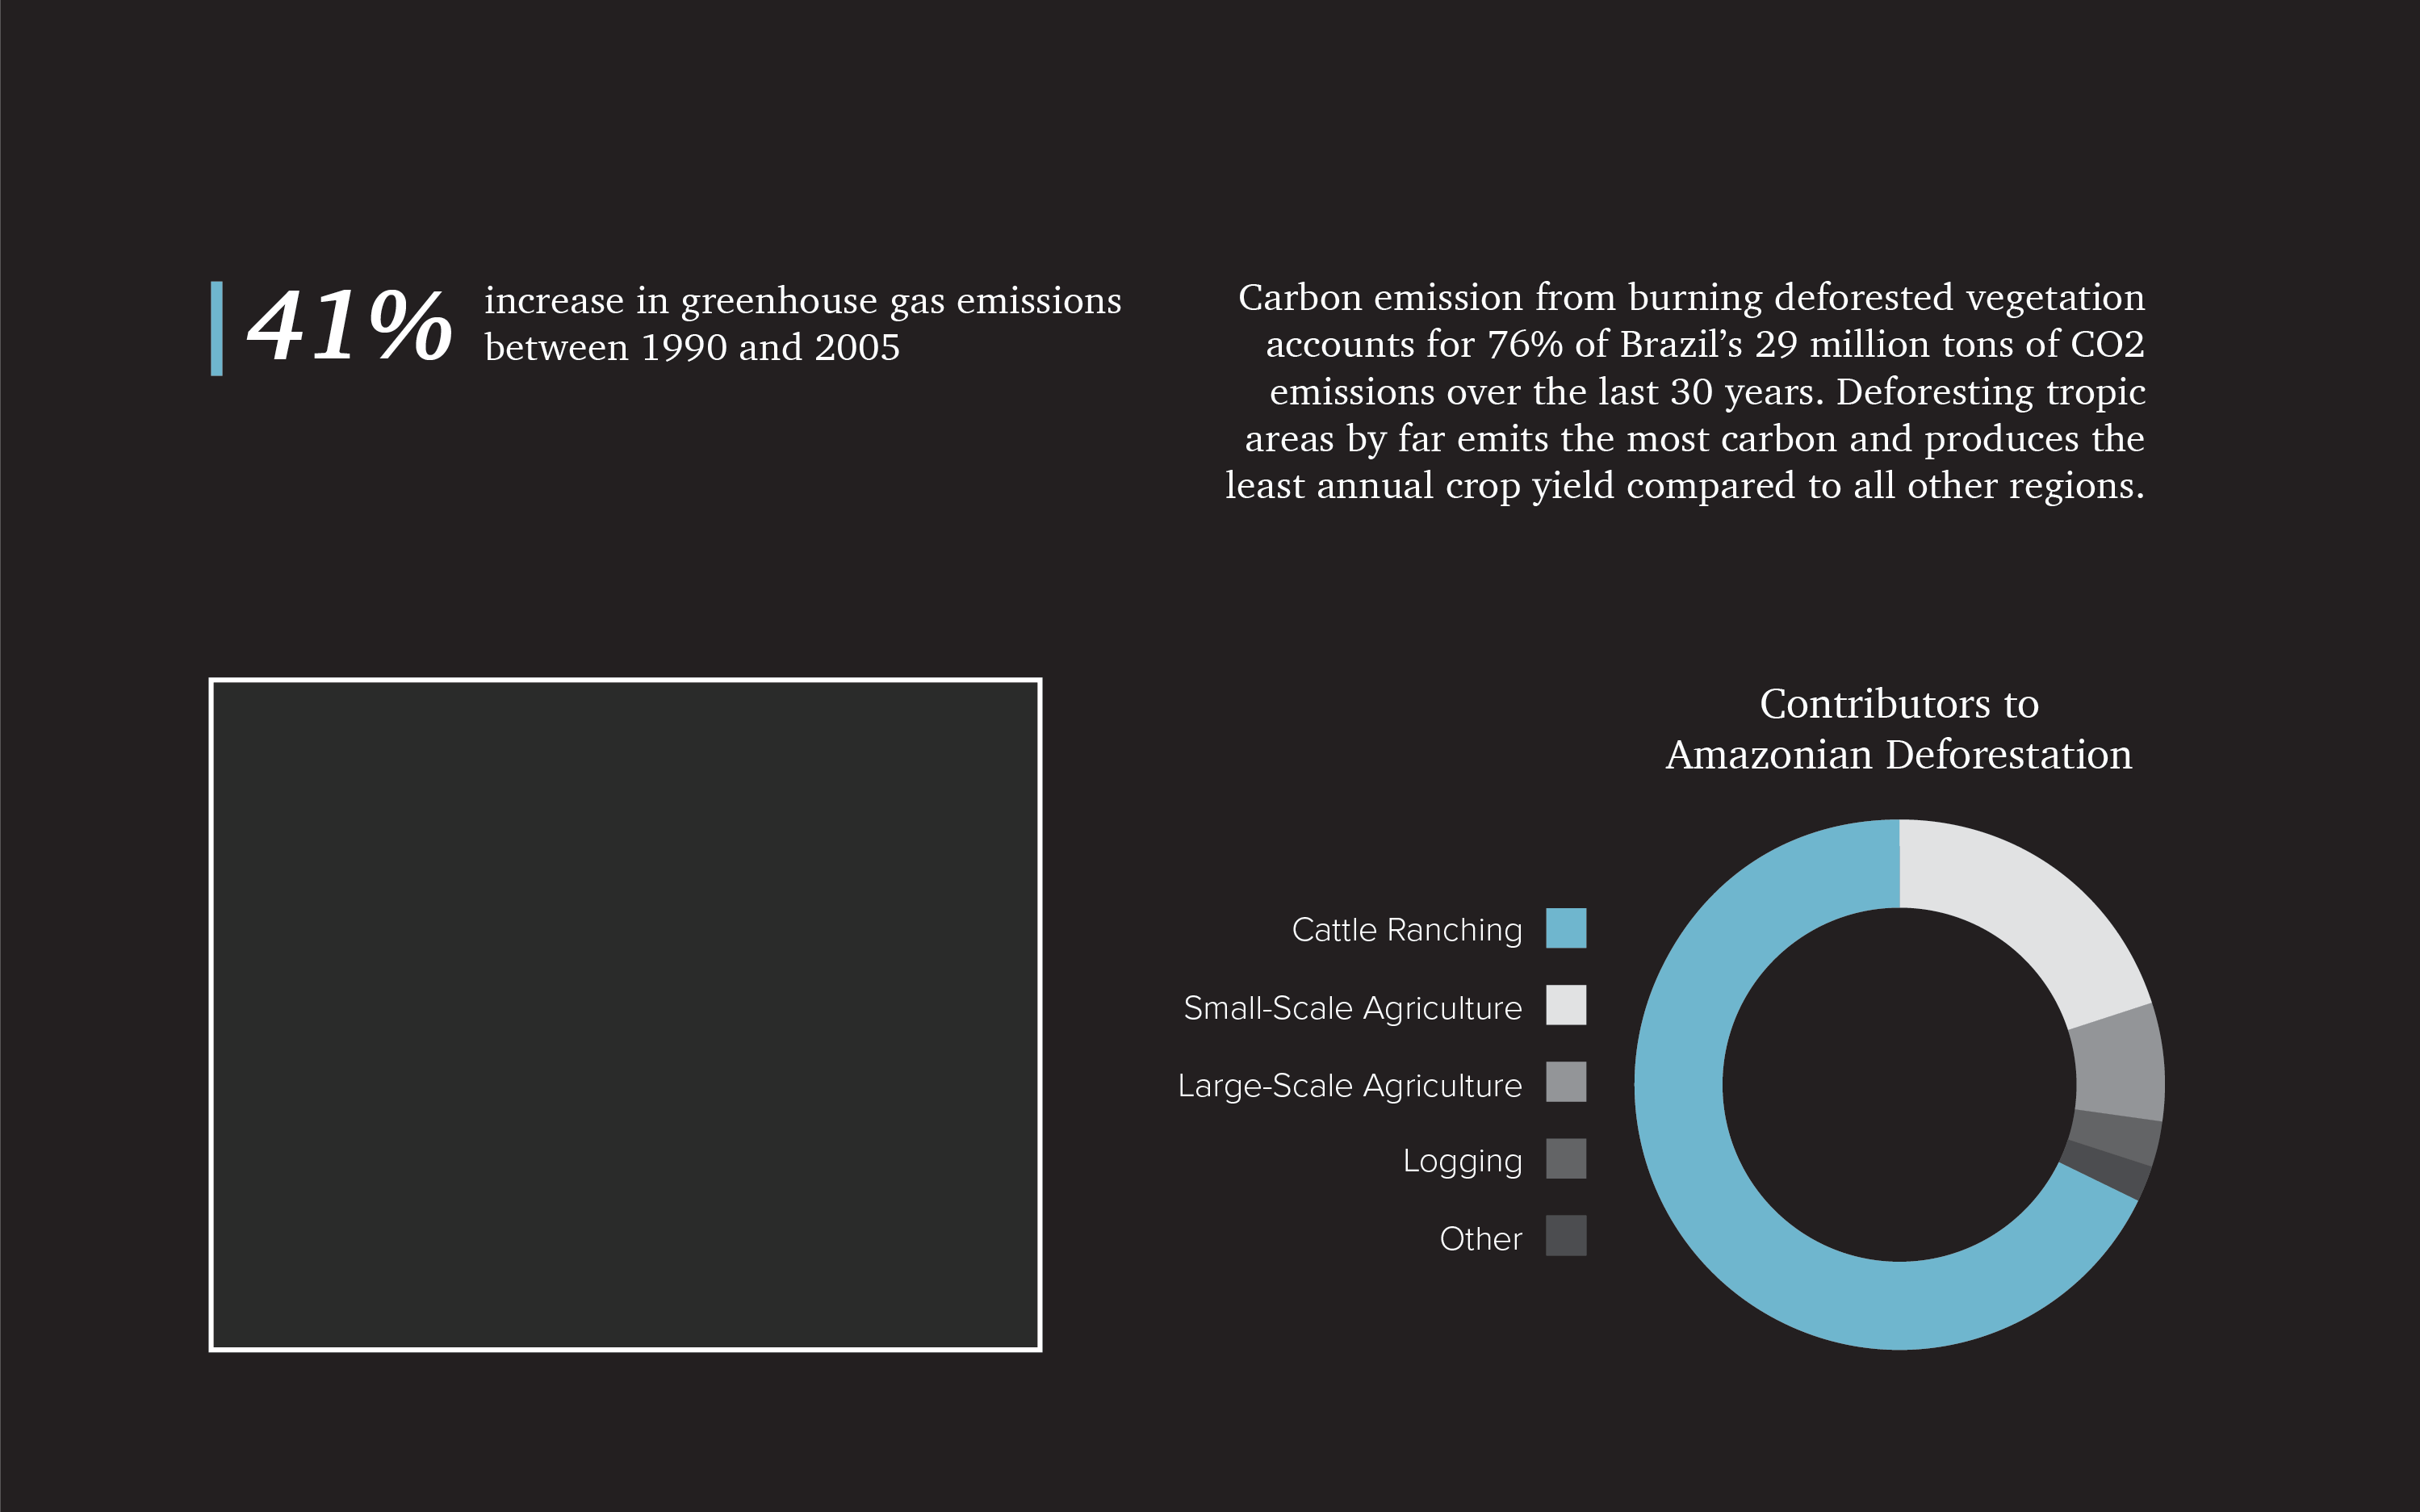 41%
increase in greenhouse gas emissions
between 1990 and 2005
Carbon emission from burning deforested vegetation
accounts for 76% of Brazil’s 29 million tons of CO2
emissions over the last 30 years. Deforesting tropic
areas by far emits the most carbon and produces the
least annual crop yield compared to all other regions.
Contributors to
Amazonian Deforestation
Cattle Ranching
Small-Scale Agriculture
Large-Scale Agriculture
Logging
Other